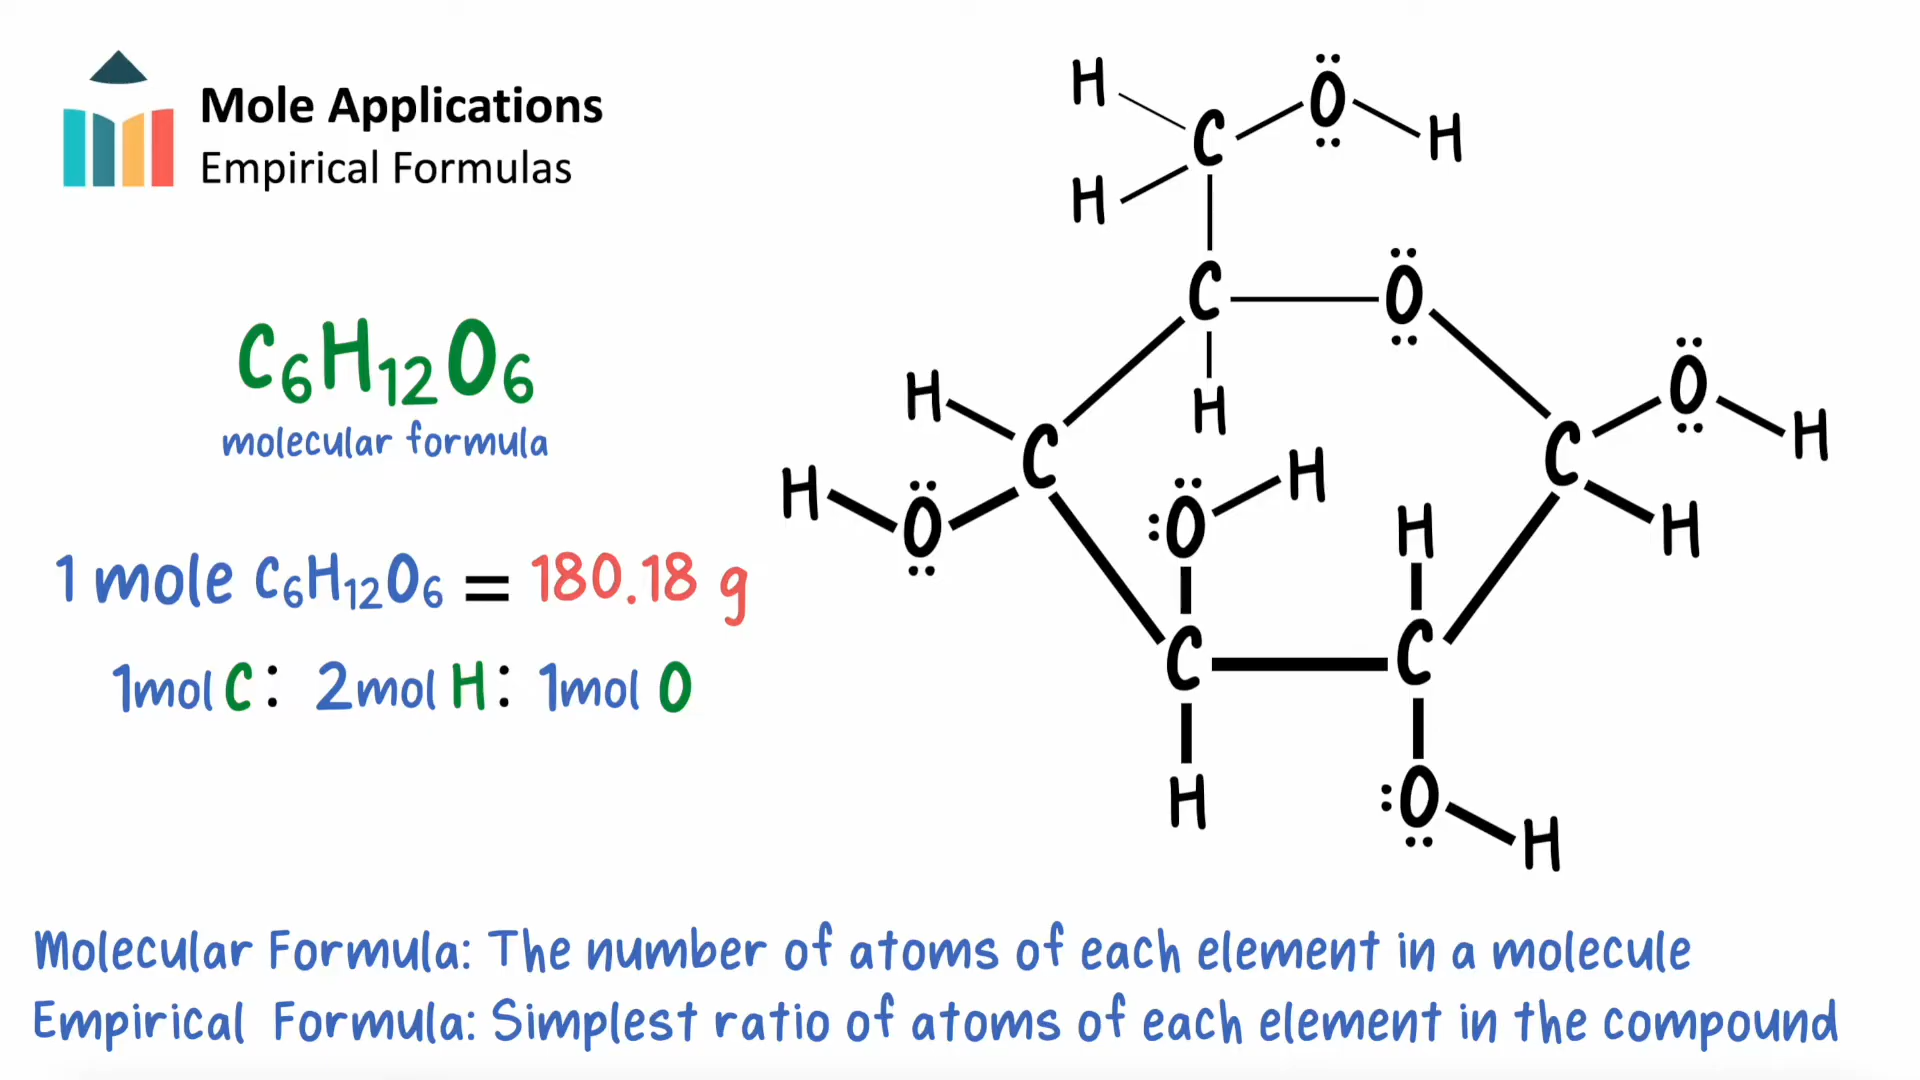 Mole Applications
Empirical Formulas
C₆H₁₂O₆
molecular formula
1 mole C₆H₁₂O₆ = 180.18 g
1mol C: 2mol H: 1mol O
H
C
O
H
H
C
O
H
H
C
H
O
O
H
C
H
O
H
H
C
C
H
O
H
Molecular Formula: The number of atoms of each element in a molecule
Empirical Formula: Simplest ratio of atoms of each element in the compound